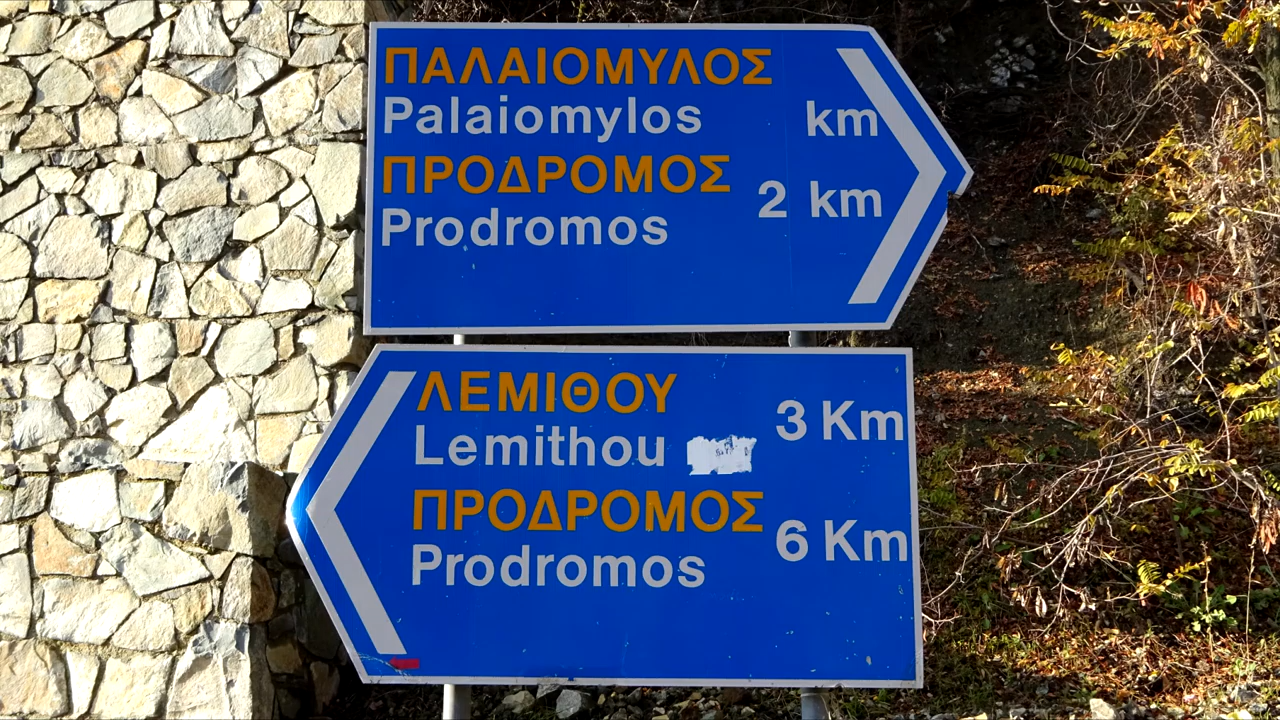 ΠΑΛΑΙΟΜΥΛΟΣ
Palaiomylos km
ΠΡΟΔΡΟΜΟΣ
2 km
Prodromos
ΛΕΜΙΘΟΥ
3 Km
Lemithou
ΠΡΟΔΡΟΜΟΣ
6 Km
Prodromos